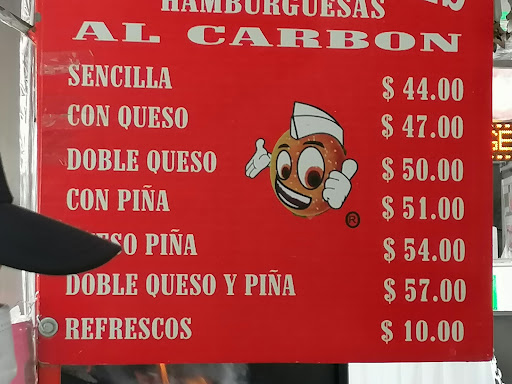 HAMBURGUESAS
AL CARBON
SENCILLA $ 44.00
CON QUESO $ 47.00
DOBLE QUESO $ 50.00
CON PIÑA $ 51.00
PIÑA $ 54.00
DOBLE QUESO Y PIÑA $ 57.00
REFRESCOS $ 10.00
®